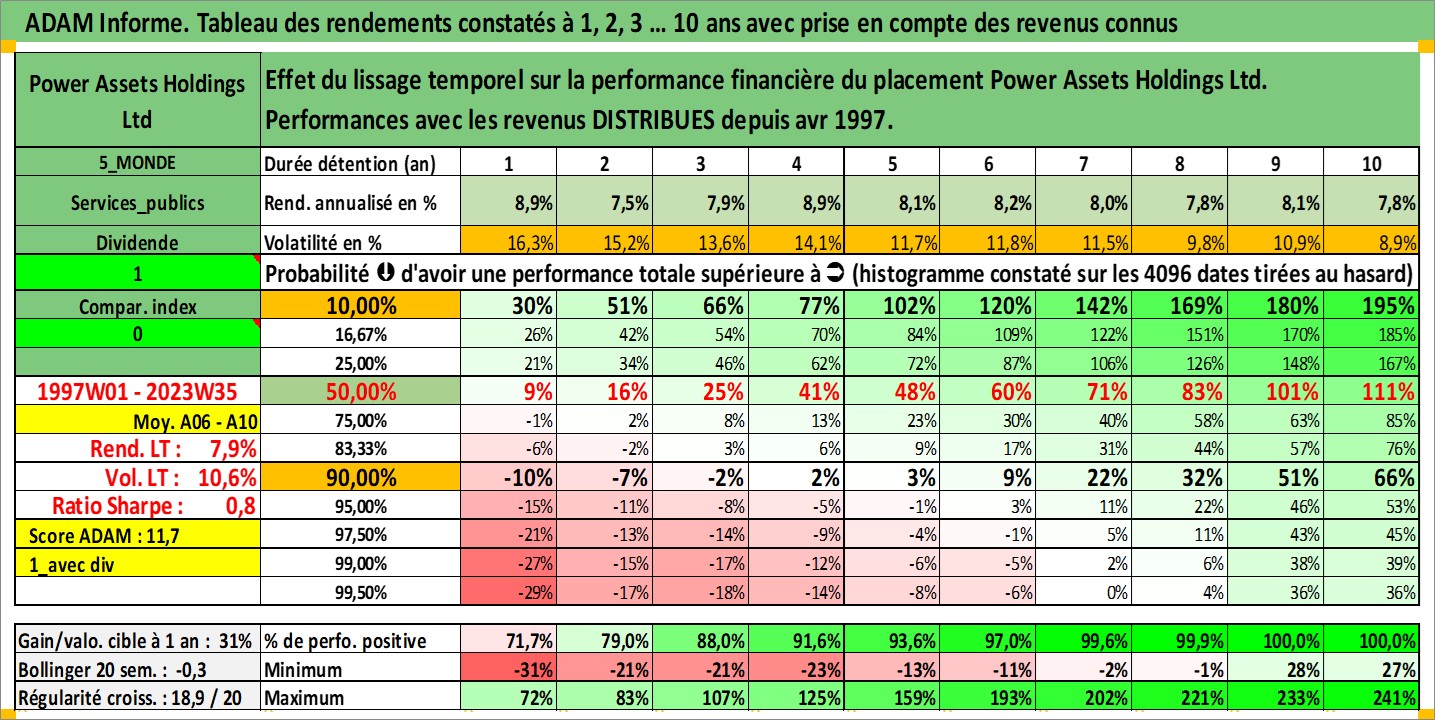 ADAM Informe. Tableau des rendements constatés à 1, 2, 3 ... 10 ans avec prise en compte des revenus connus
Power Assets Holdings Ltd
Effet du lissage temporel sur la performance financière du placement Power Assets Holdings Ltd.
Performances avec les revenus DISTRIBUES depuis avr 1997.
5_MONDE Durée détention (an) 1 2 3 4 5 6 7 8 9 10
Services_publics Rend. annualisé en % 8,9% 7,5% 7,9% 8,9% 8,1% 8,2% 8,0% 7,8% 8,1% 7,8%
Dividende Volatilité en % 16,3% 15,2% 13,6% 14,1% 11,7% 11,8% 11,5% 9,8% 10,9% 8,9%
1 Probabilité ⬇ d'avoir une performance totale supérieure à ➲ (histogramme constaté sur les 4096 dates tirées au hasard)
Compar. index 10,00% 30% 51% 66% 77% 102% 120% 142% 169% 180% 195%
0 16,67% 26% 42% 54% 70% 84% 109% 122% 151% 170% 185%
25,00% 21% 34% 46% 62% 72% 87% 106% 126% 148% 167%
1997W01 - 2023W35 50,00% 9% 16% 25% 41% 48% 60% 71% 83% 101% 111%
Moy. A06 - A10 75,00% -1% 2% 8% 13% 23% 30% 40% 58% 63% 85%
Rend. LT : 7,9% 83,33% -6% -2% 3% 6% 9% 17% 31% 44% 57% 76%
Vol. LT : 10,6% 90,00% -10% -7% -2% 2% 3% 9% 22% 32% 51% 66%
Ratio Sharpe : 0,8 95,00% -15% -11% -8% -5% -1% 3% 11% 22% 46% 53%
Score ADAM : 11,7 97,50% -21% -13% -14% -9% -4% -1% 5% 11% 43% 45%
1_avec div 99,00% -27% -15% -17% -12% -6% -5% 2% 6% 38% 39%
99,50% -29% -17% -18% -14% -8% -6% 0% 4% 36% 36%
Gain/valo. cible à 1 an : 31% % de perfo. positive 71,7% 79,0% 88,0% 91,6% 93,6% 97,0% 99,6% 99,9% 100,0% 100,0%
Bollinger 20 sem. : -0,3 Minimum -31% -21% -21% -23% -13% -11% -2% -1% 28% 27%
Régularité croiss. : 18,9 / 20 Maximum 72% 83% 107% 125% 159% 193% 202% 221% 233% 241%